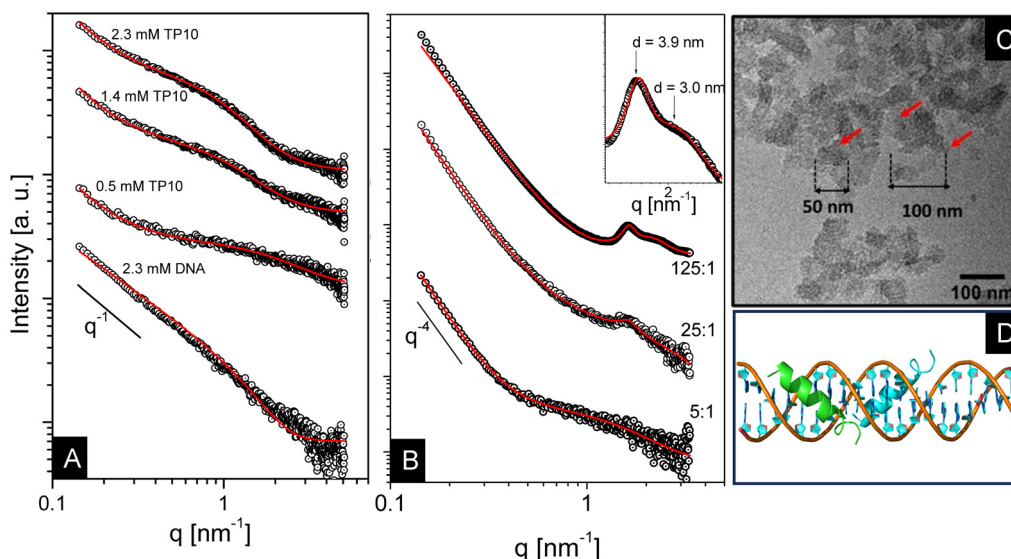 2.3 mM TP10
1.4 mM TP10
0.5 mM TP10
2.3 mM DNA
q-1
Intensity [a. u.]
A
0.1
1
q [nm-1]
d = 3.9 nm
d = 3.0 nm
2
q [nm-1]
125:1
25:1
q-4
5:1
B
0.1
1
q [nm-1]
C
50 nm
100 nm
100 nm
D